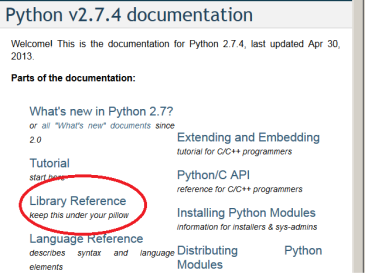 Python v2.7.4 documentation
Welcome! This is the documentation for Python 2.7.4, last updated Apr 30,
2013.
Parts of the documentation:
What's new in Python 2.7?
or all "What's new" documents since
2.0
Tutorial
start here
Library Reference
keep this under your pillow
Language Reference
describes syntax and language
elements
Extending and Embedding
tutorial for C/C++ programmers
Python/C API
reference for C/C++ programmers
Installing Python Modules
information for installers & sys-admins
Distributing Python
Modules